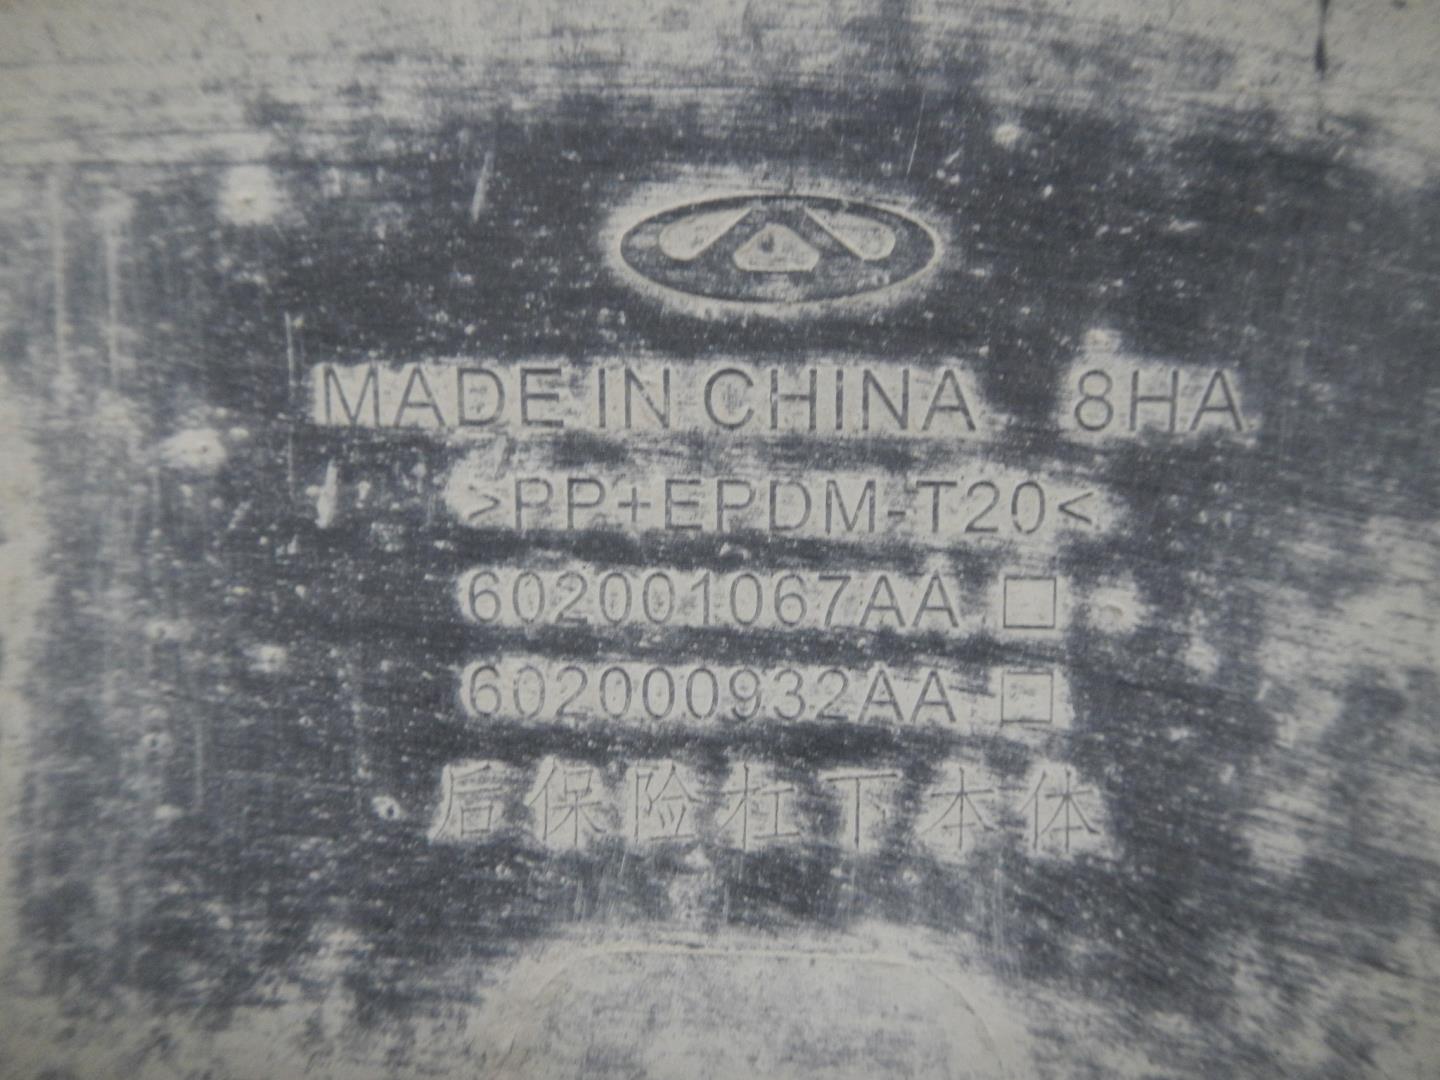 MADE IN CHINA 8HA
>PP+EPDM-T20<
602001067AA □
602000932AA □
后保险杠下本体